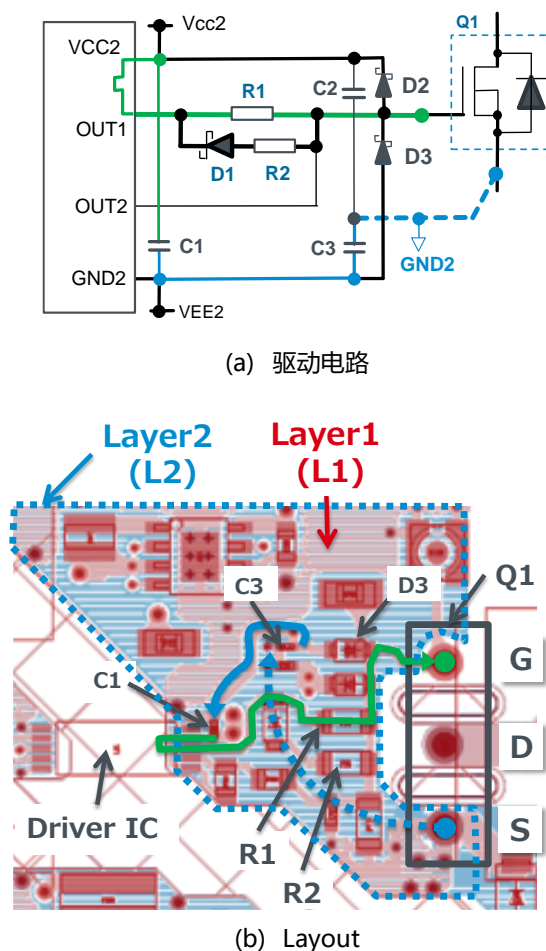 Vcc2
Q1
VCC2
C2
D2
R1
OUT1
D3
D1
R2
OUT2
C1
C3
GND2
GND2
VEE2
(a) 驱动电路
Layer2
(L2)
Layer1
(L1)
C3
D3
Q1
G
C1
D
Driver IC
S
R1
R2
(b) Layout